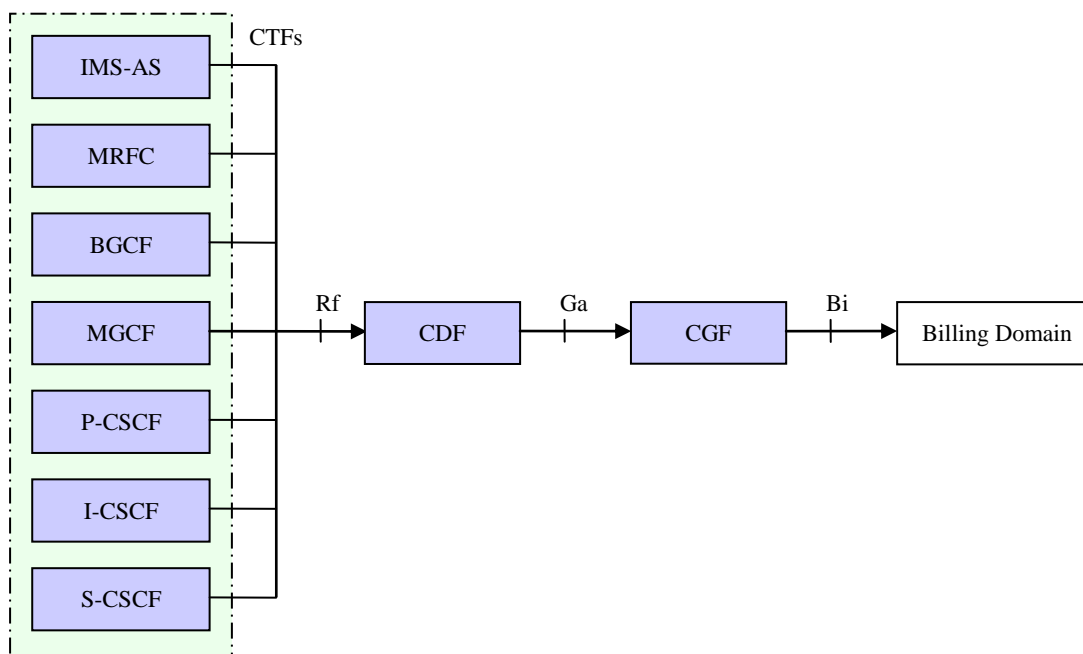 CTFs
IMS-AS
MRFC
BGCF
MGCF
P-CSCF
I-CSCF
S-CSCF
Rf
CDF
Ga
CGF
Bi
Billing Domain